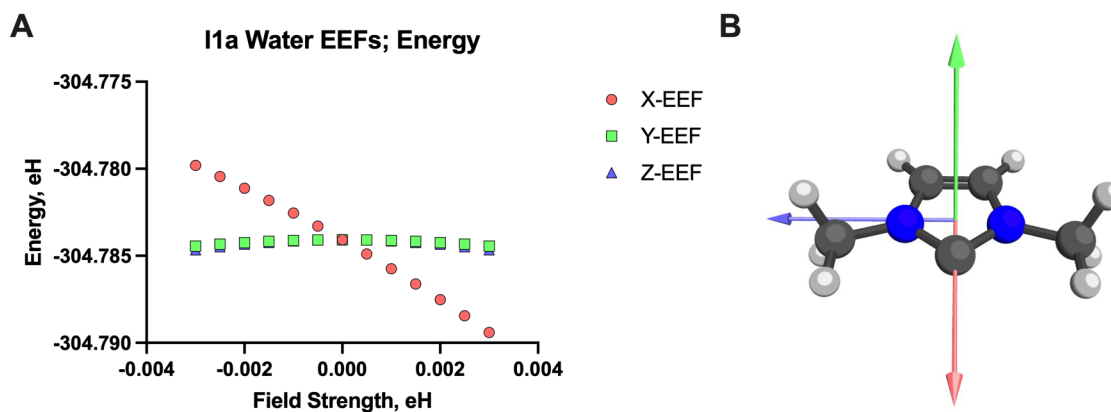 A
I1a Water EEFs; Energy
-304.775
-304.780
-304.785
-304.790
Energy, eH
-0.004
-0.002
0.000
0.002
0.004
Field Strength, eH
X-EEF
Y-EEF
Z-EEF
B